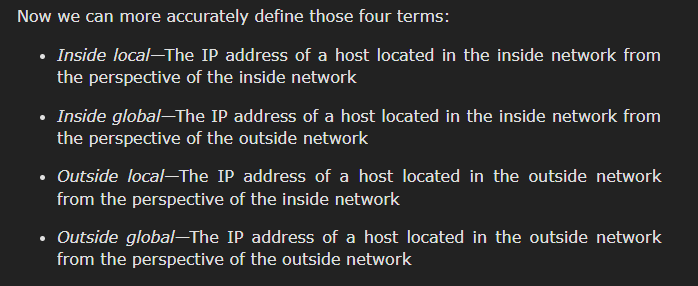 Now we can more accurately define those four terms:
• Inside local—The IP address of a host located in the inside network from
the perspective of the inside network
• Inside global—The IP address of a host located in the inside network from
the perspective of the outside network
• Outside local—The IP address of a host located in the outside network
from the perspective of the inside network
• Outside global—The IP address of a host located in the outside network
from the perspective of the outside network